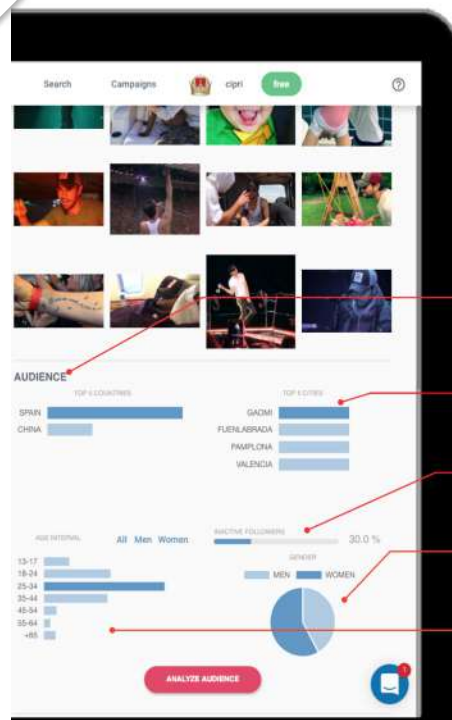 Search Campaigns cipri free
AUDIENCE
TOP 5 COUNTRIES
SPAIN
CHINA
TOP 5 CITIES
GAOMI
FUENLABRADA
PAMPLONA
VALENCIA
AGE INTERVAL All Men Women
13-17
18-24
25-34
35-44
45-54
55-64
+65
INACTIVE FOLLOWERS
30.0 %
GENDER
MEN WOMEN
ANALYZE AUDIENCE
1